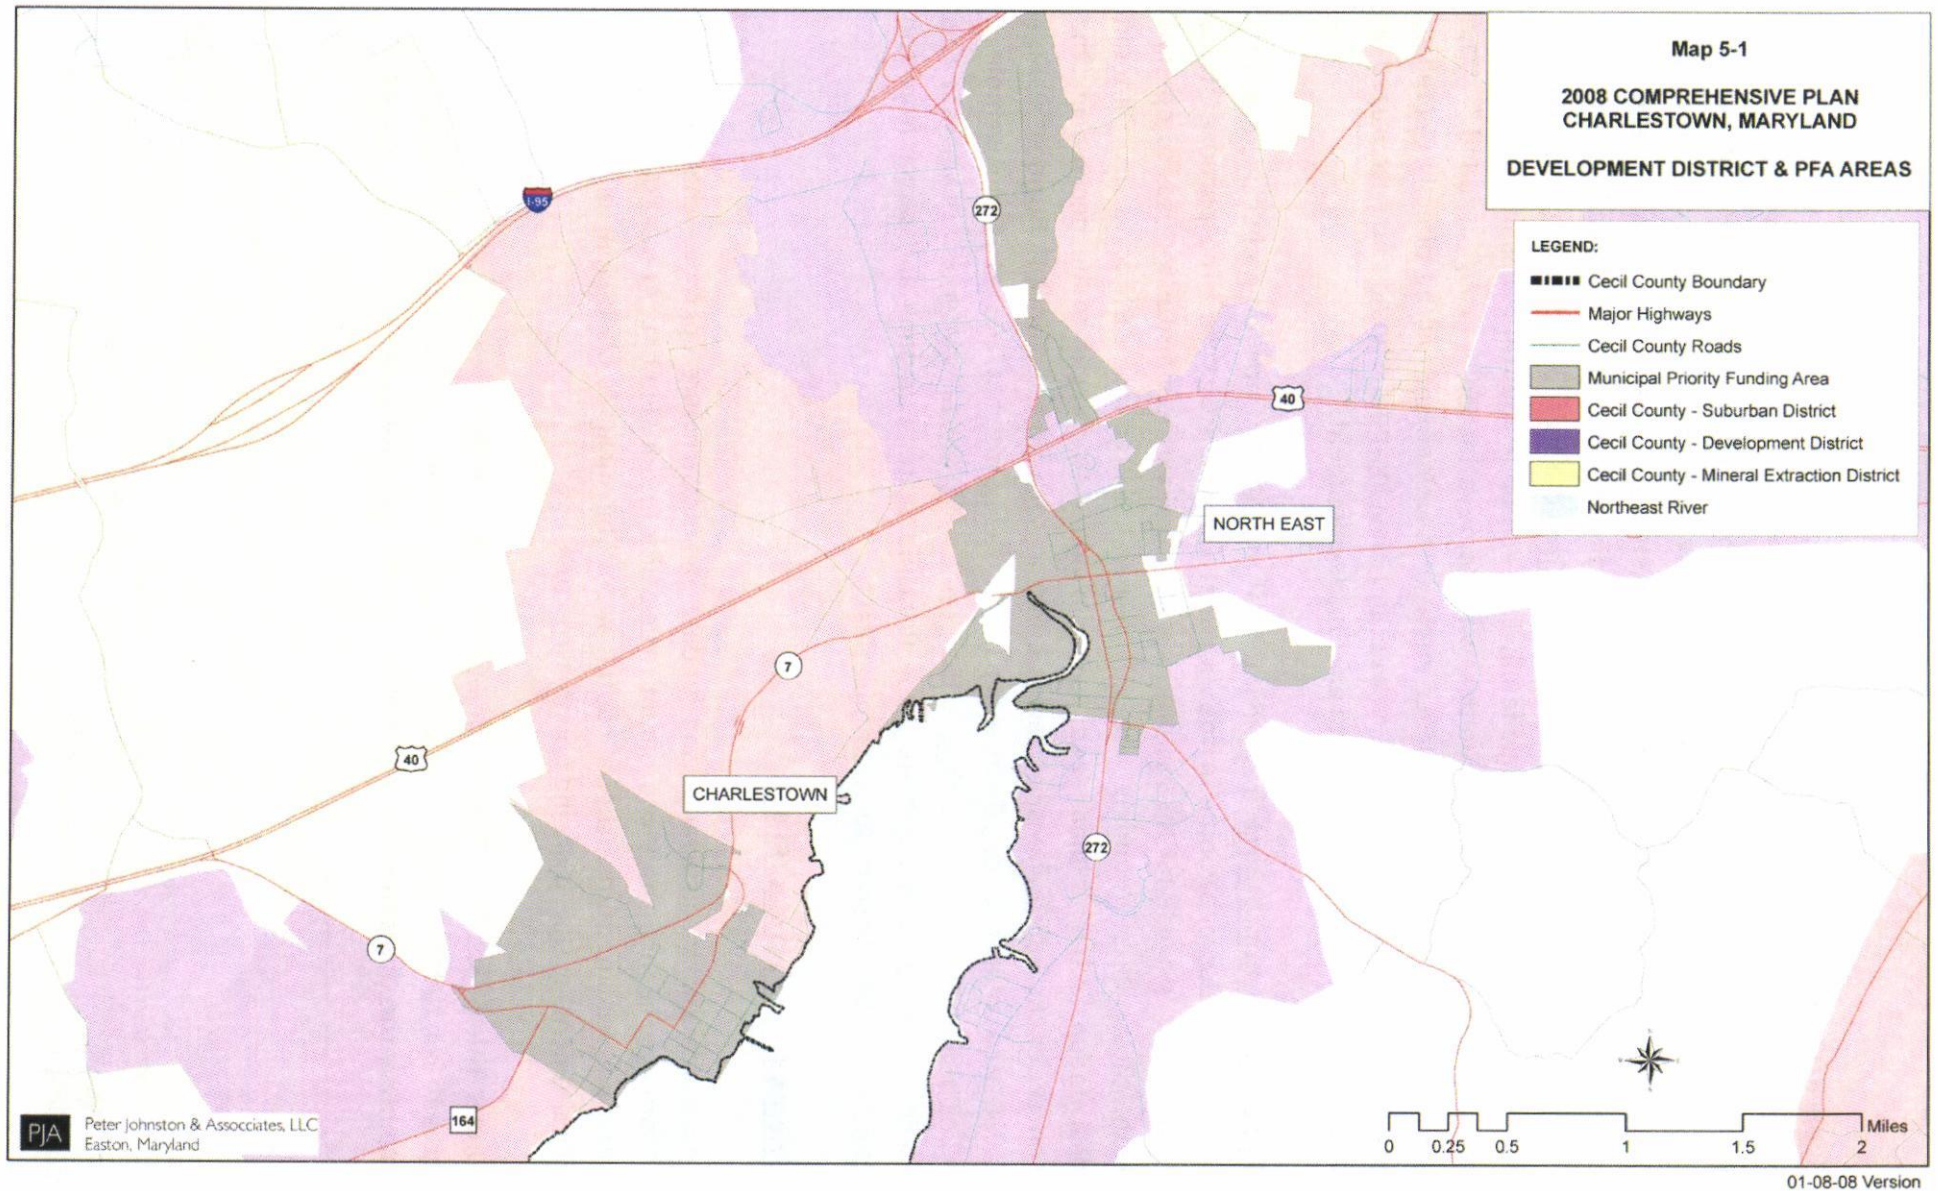 Map 5-1
2008 COMPREHENSIVE PLAN
CHARLESTOWN, MARYLAND
DEVELOPMENT DISTRICT & PFA AREAS
LEGEND:
Cecil County Boundary
Major Highways
Cecil County Roads
Municipal Priority Funding Area
Cecil County - Suburban District
Cecil County - Development District
Cecil County - Mineral Extraction District
Northeast River
I-95
272
40
NORTH EAST
7
40
CHARLESTOWN
272
7
164
PJA
Peter Johnston & Assocciates, LLC
Easton, Maryland
0 0.25 0.5 1 1.5 2 Miles
01-08-08 Version